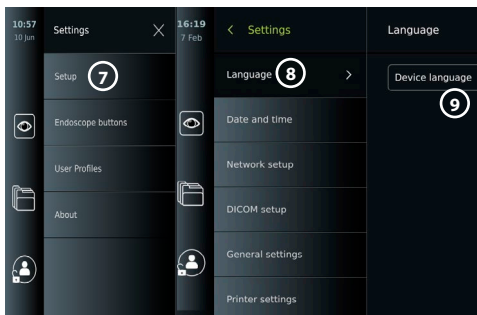 10:57
10 Jun
Settings
Setup
7
Endoscope buttons
User Profiles
About
16:19
7 Feb
Settings
Language
8
Date and time
Network setup
DICOM setup
General settings
Printer settings
Language
Device language
9